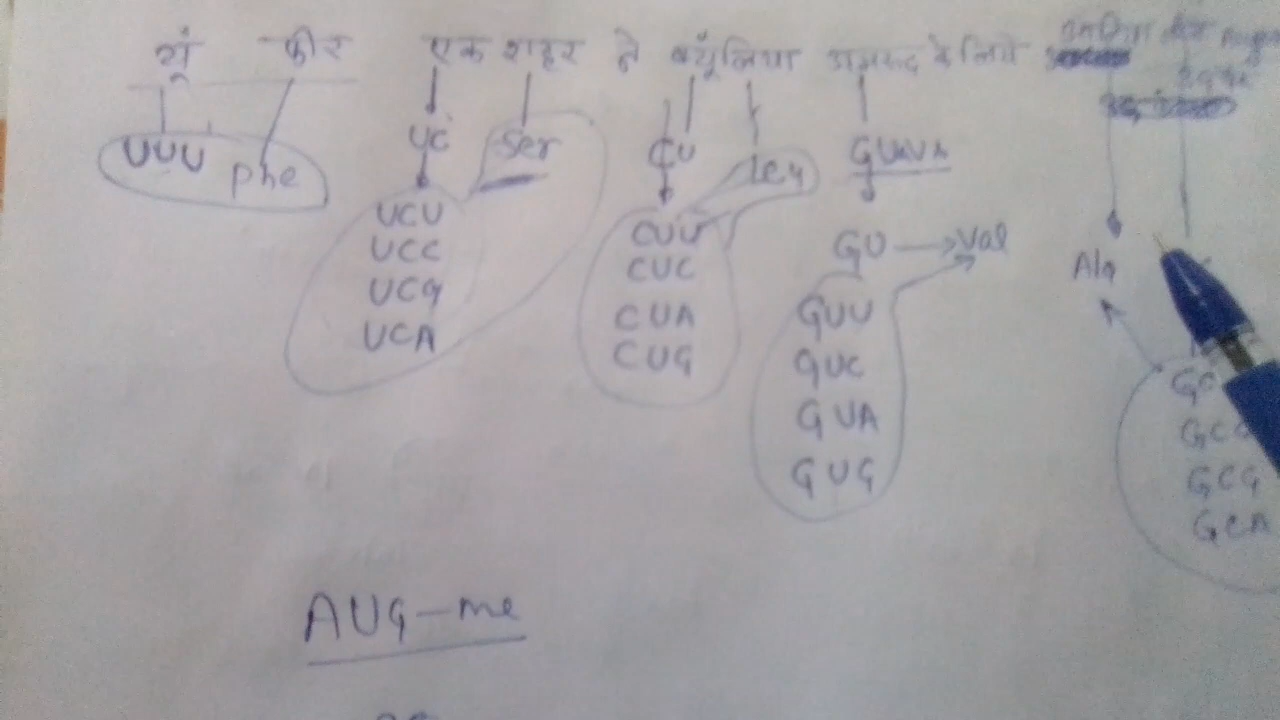 यूं फीर एक शहर ने क्यूँलिया अमरुद के लिये
UC Ser CU GUAVA
UUU phe Leu
UCU CUU GU Val
UCC CUC Ala
UCG CUA GUU
UCA CUG GUC
GUA GCG
GUG GCA
AUG-me